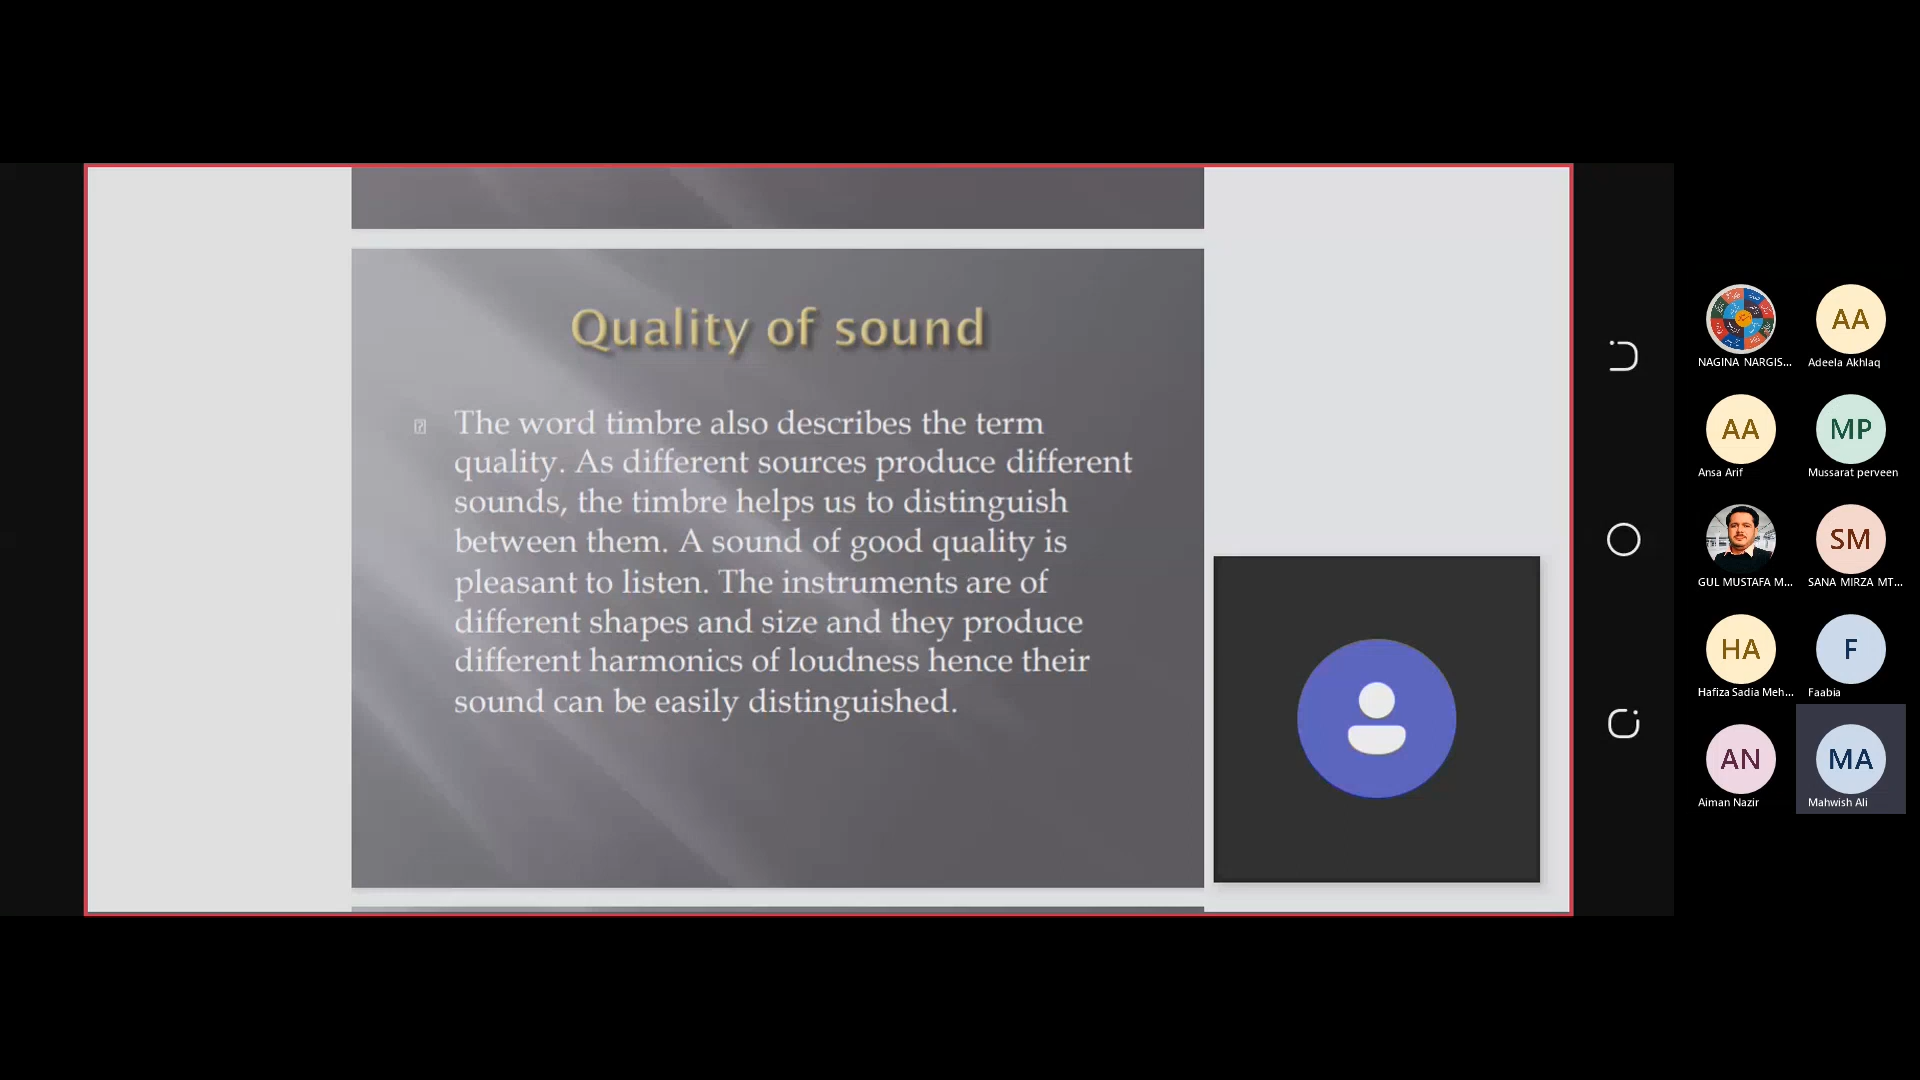 Quality of sound
The word timbre also describes the term
quality. As different sources produce different
sounds, the timbre helps us to distinguish
between them. A sound of good quality is
pleasant to listen. The instruments are of
different shapes and size and they produce
different harmonics of loudness hence their
sound can be easily distinguished.
AA
NAGINA NARGIS...
Adeela Akhlaq
AA
MP
Ansa Arif
Mussarat perveen
SM
GUL MUSTAFA M...
SANA MIRZA MT...
HA
F
Hafiza Sadia Meh...
Faabia
AN
MA
Aiman Nazir
Mahwish Ali